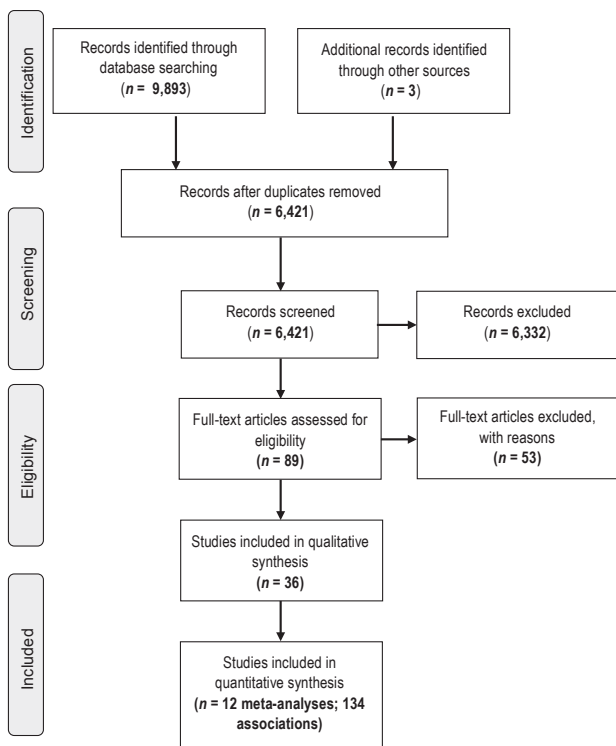 Identification
Records identified through
database searching
(n = 9,893)
Additional records identified
through other sources
(n = 3)
Records after duplicates removed
(n = 6,421)
Screening
Records screened
(n = 6,421)
Records excluded
(n = 6,332)
Eligibility
Full-text articles assessed for
eligibility
(n = 89)
Full-text articles excluded,
with reasons
(n = 53)
Studies included in qualitative
synthesis
(n = 36)
Included
Studies included in
quantitative synthesis
(n = 12 meta-analyses; 134
associations)